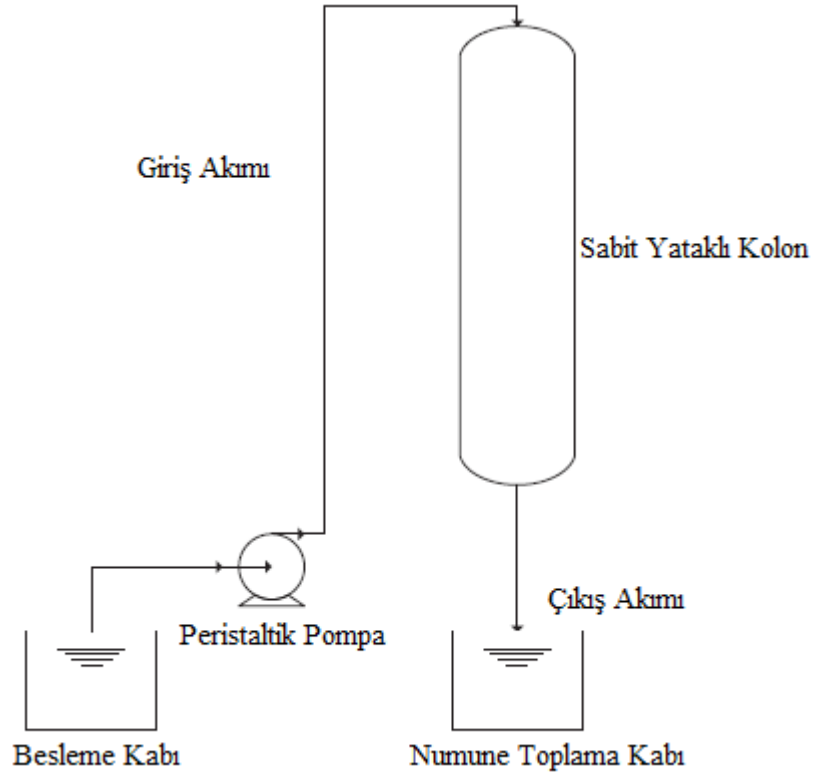 Giriş Akımı
Sabit Yataklı Kolon
Çıkış Akımı
Peristaltik Pompa
Besleme Kabı
Numune Toplama Kabı